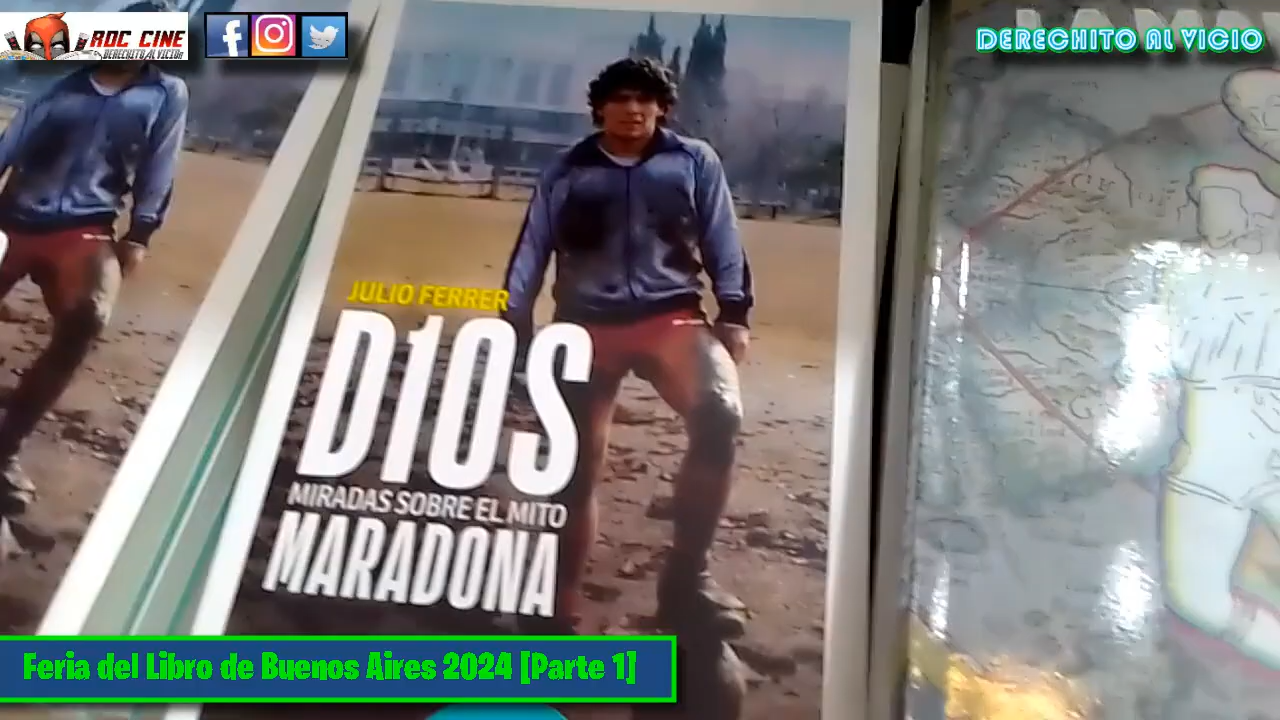 RDC CINE
DERECHITO AL VICIO
DERECHITO AL VICIO
JULIO FERRER
D10S
MIRADAS SOBRE EL MITO
MARADONA
Feria del Libro de Buenos Aires 2024 [Parte 1]